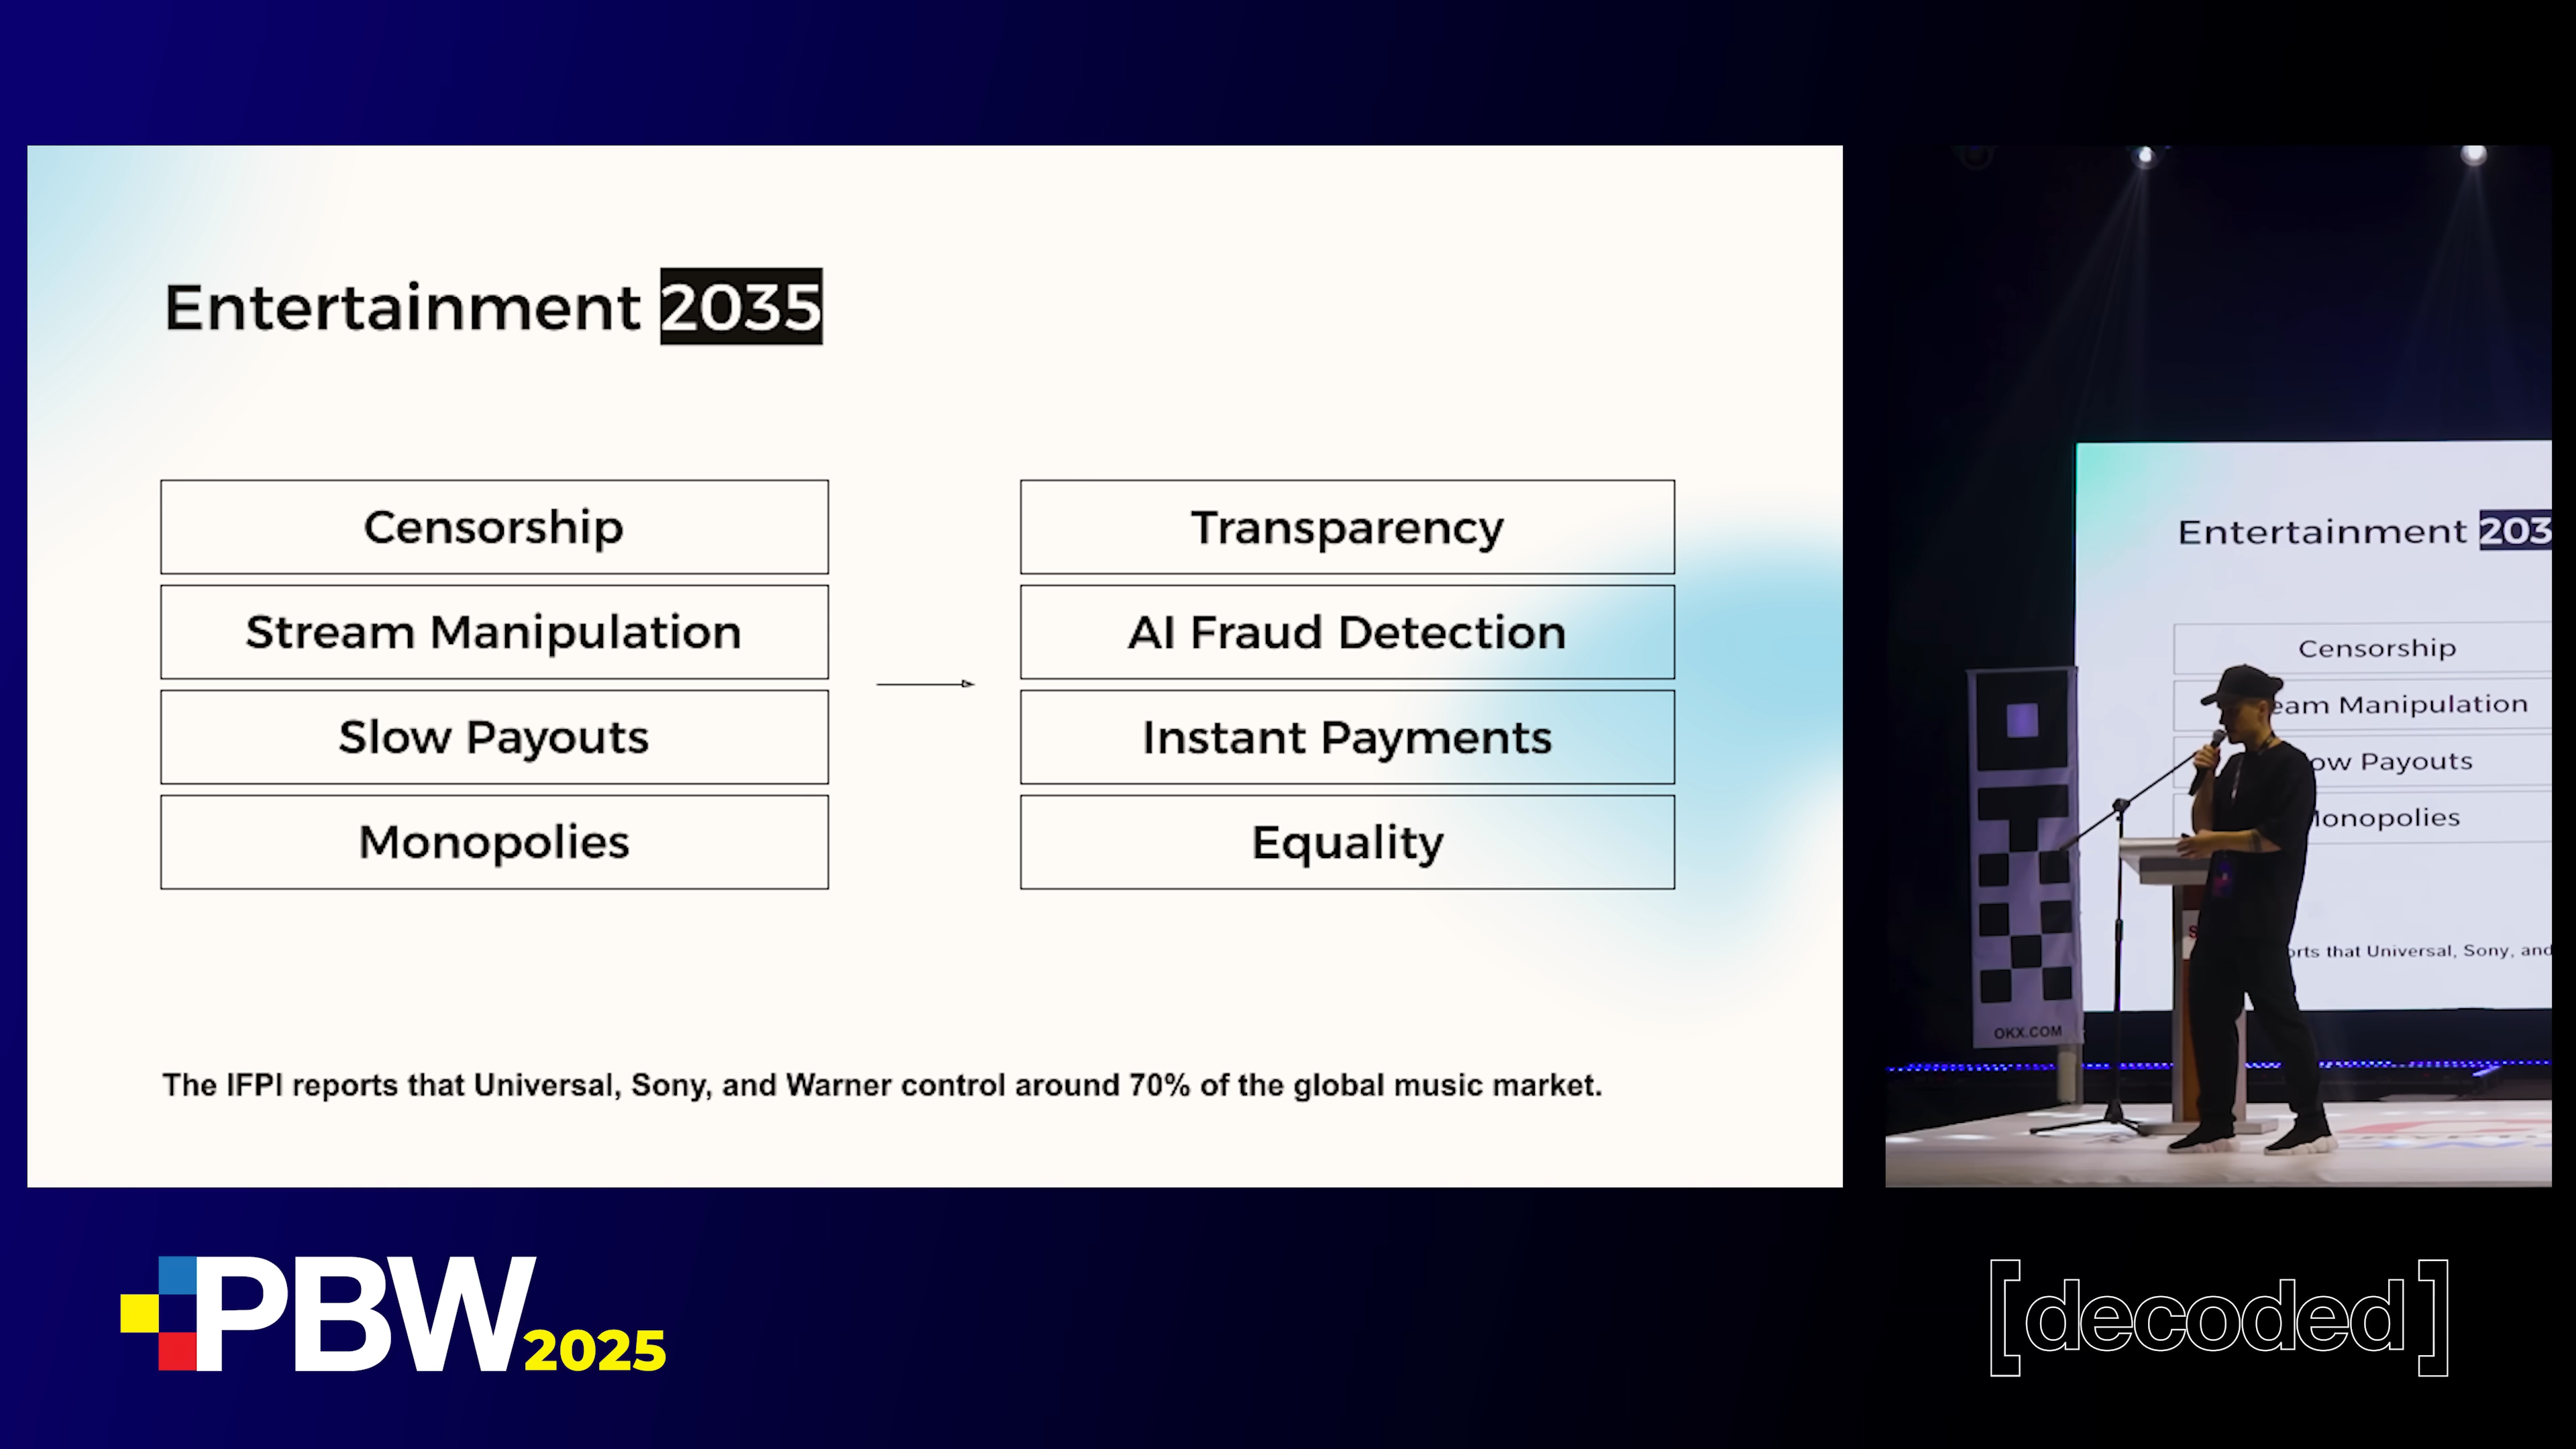 Entertainment 2035
Censorship
Stream Manipulation
Slow Payouts
Monopolies
Transparency
AI Fraud Detection
Instant Payments
Equality
The IFPI reports that Universal, Sony, and Warner control around 70% of the global music market.
Entertainment 203
Censorship
eam Manipulation
ow Payouts
onopolies
orts that Universal, Sony, and
OKX.COM
PBW 2025
[decoded]